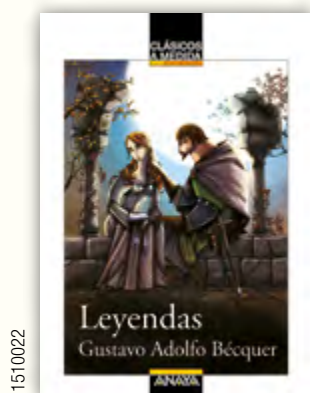 CLÁSICOS
A MEDIDA
Leyendas
Gustavo Adolfo Bécquer
ANAYA
1510022